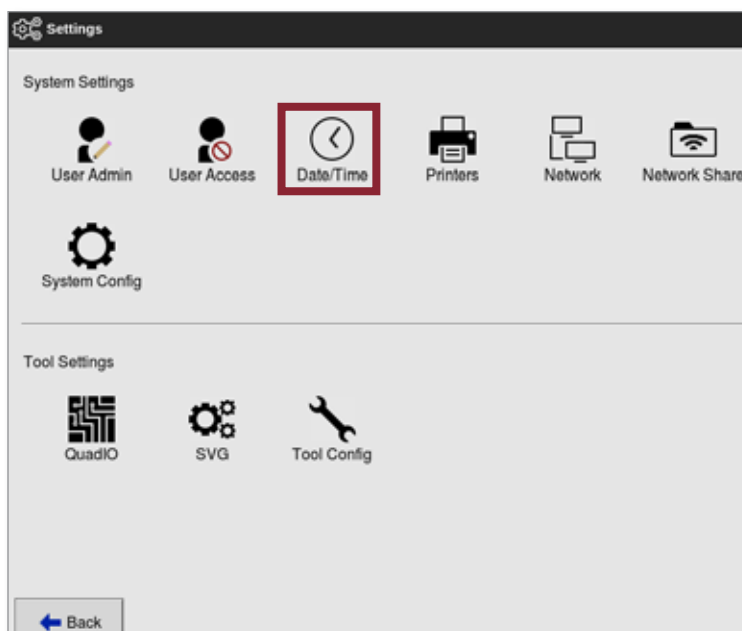 Settings
System Settings
User Admin User Access Date/Time Printers Network Network Share
System Config
Tool Settings
QuadIO SVG Tool Config
Back